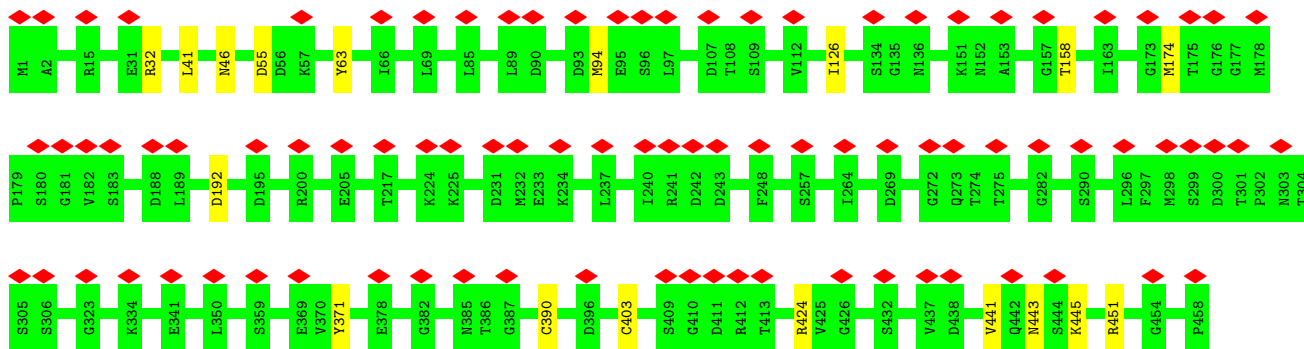 M1 A2 R15 E31 R32 L41 N46 D55 D56 K57 Y63 I66 L69 L85 L89 D90 D93 M94 E95 S96 L97 D107 T108 S109 V112 I126 S134 G135 N136 K151 N152 A153 G157 T158 I163 G173 M174 T175 G176 G177 M178
P179 S180 G181 V182 S183 D188 L189 D192 D195 R200 E205 T217 K224 K225 D231 M232 E233 K234 L237 I240 R241 D242 D243 F248 S257 I264 D269 G272 Q273 T274 T275 G282 S290 L296 F297 M298 S299 D300 T301 P302 N303 T304
S305 S306 G323 K334 E341 L350 S359 E369 V370 Y371 E378 G382 N385 T386 G387 C390 D396 C403 S409 G410 D411 R412 T413 R424 V425 G426 S432 V437 D438 V441 Q442 N443 S444 K445 R451 G454 P458